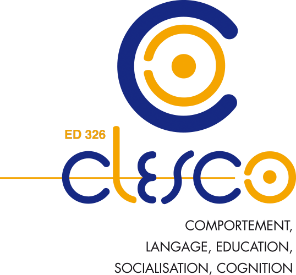 ED 326
CLESCO
COMPORTEMENT,
LANGAGE, EDUCATION,
SOCIALISATION, COGNITION